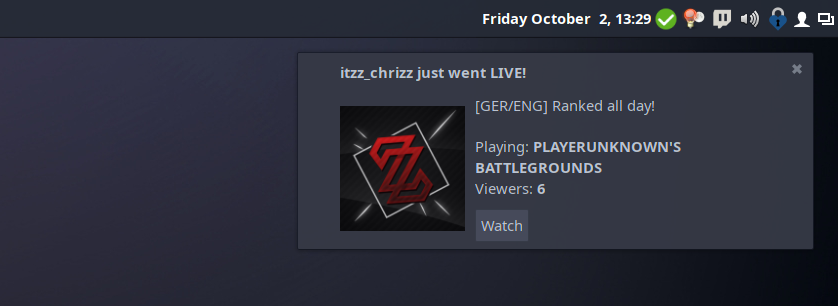 Friday October 2, 13:29
itzz_chrizz just went LIVE!
[GER/ENG] Ranked all day!
Playing: PLAYERUNKNOWN'S
BATTLEGROUNDS
Viewers: 6
Watch